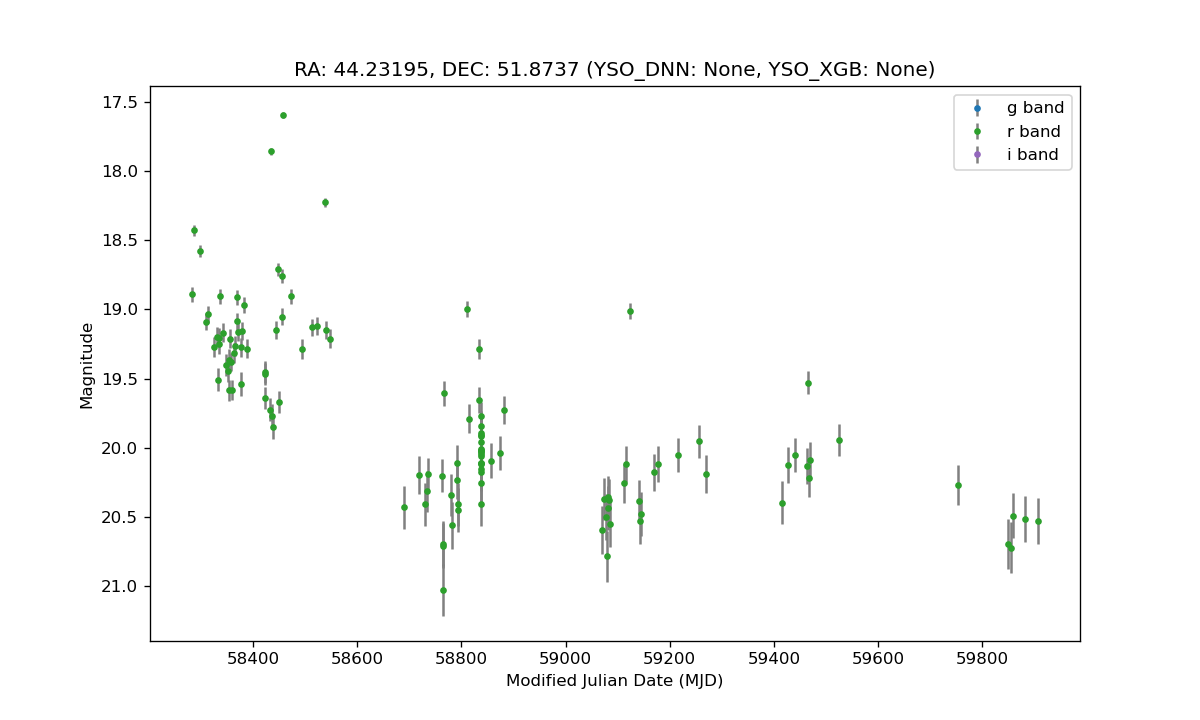 RA: 44.23195, DEC: 51.8737 (YSO_DNN: None, YSO_XGB: None)
g band
r band
i band
17.5
18.0
18.5
19.0
19.5
20.0
20.5
21.0
Magnitude
58400
58600
58800
59000
59200
59400
59600
59800
Modified Julian Date (MJD)